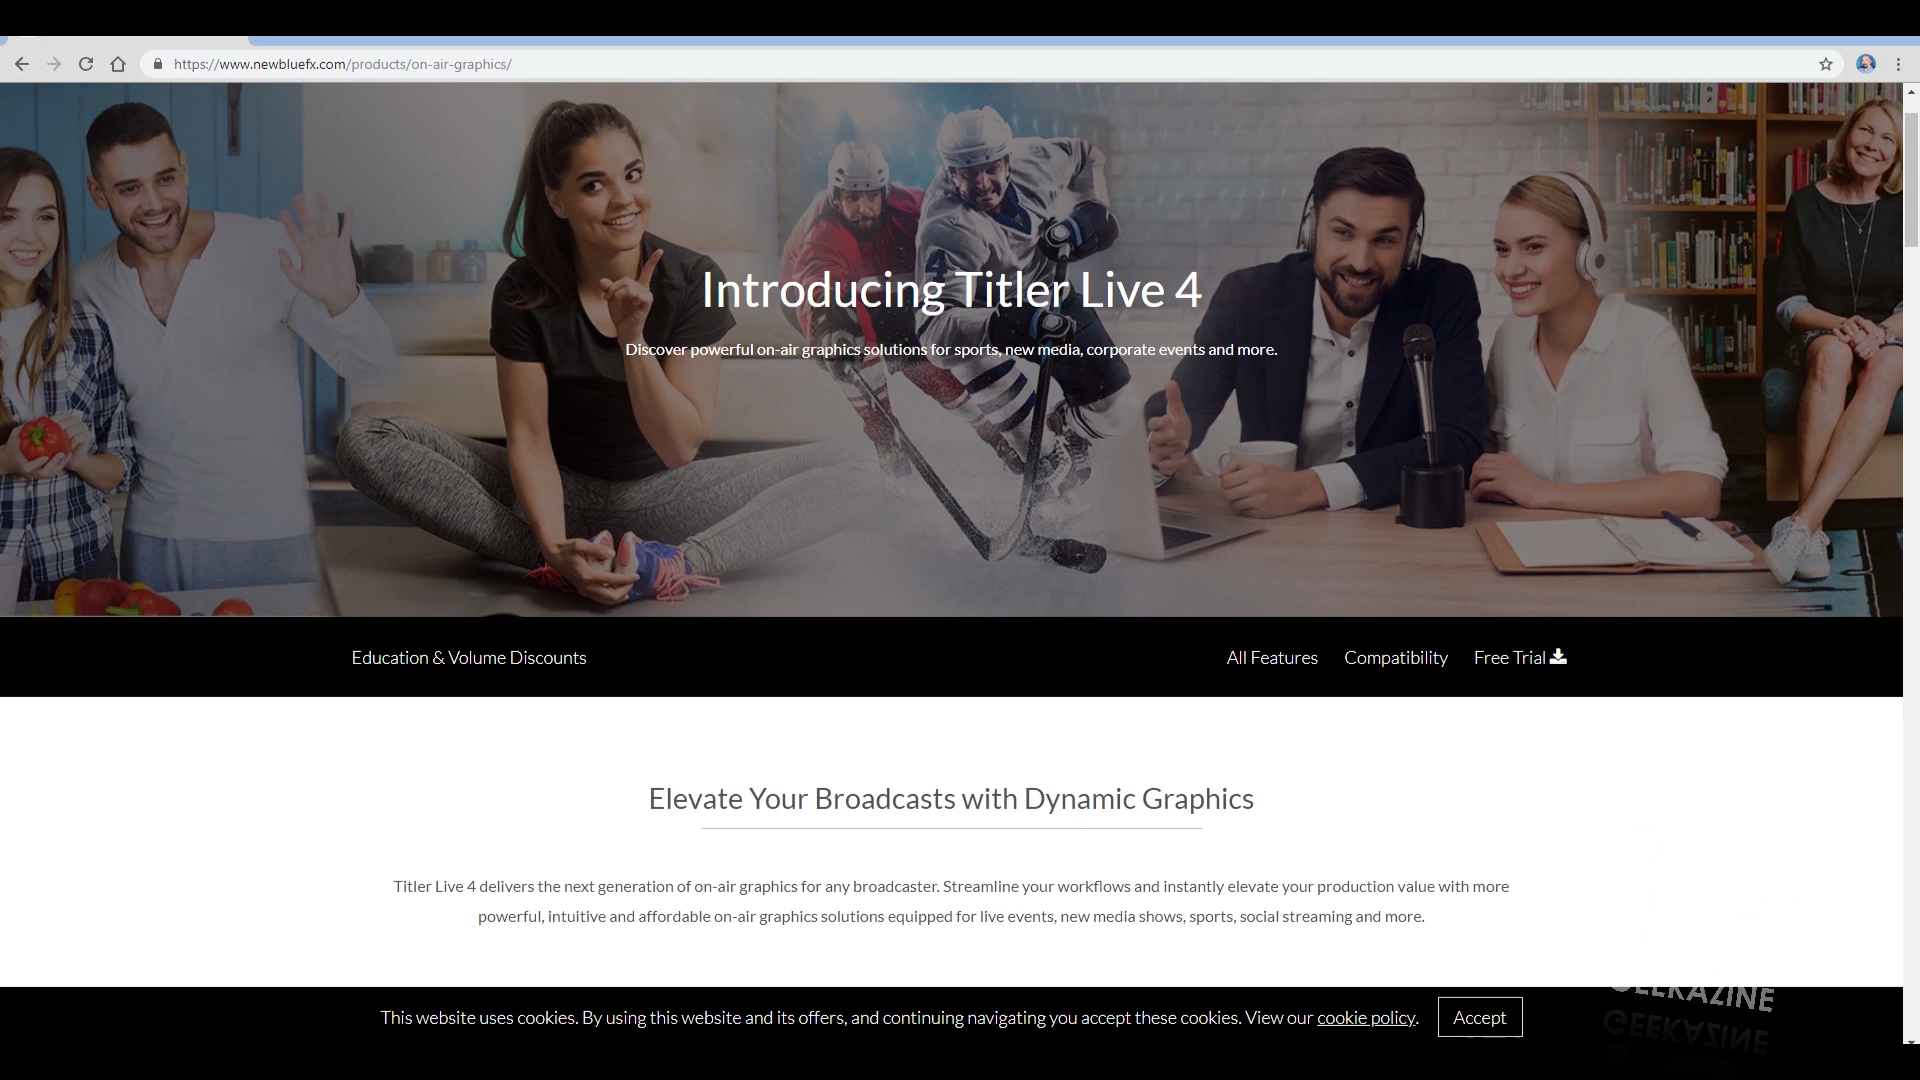 https://www.newbluefx.com/products/on-air-graphics/
Introducing Titler Live 4
Discover powerful on-air graphics solutions for sports, new media, corporate events and more.
Education & Volume Discounts
All Features
Compatibility
Free Trial
Elevate Your Broadcasts with Dynamic Graphics
Titler Live 4 delivers the next generation of on-air graphics for any broadcaster. Streamline your workflows and instantly elevate your production value with more
powerful, intuitive and affordable on-air graphics solutions equipped for live events, new media shows, sports, social streaming and more.
This website uses cookies. By using this website and its offers, and continuing navigating you accept these cookies. View our cookie policy.
Accept
GEEKAZINE